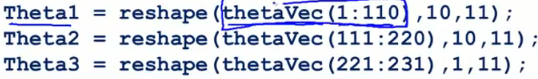 Theta1 = reshape(thetaVec(1:110),10,11);
Theta2 = reshape(thetaVec(111:220),10,11);
Theta3 = reshape(thetaVec(221:231),1,11);